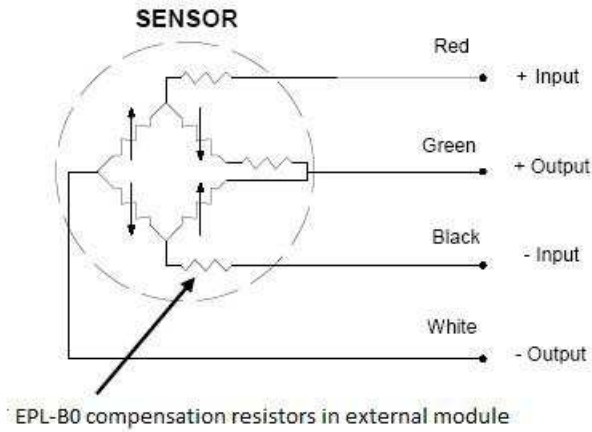 SENSOR
Red
+ Input
Green
+ Output
Black
- Input
White
- Output
EPL-B0 compensation resistors in external module